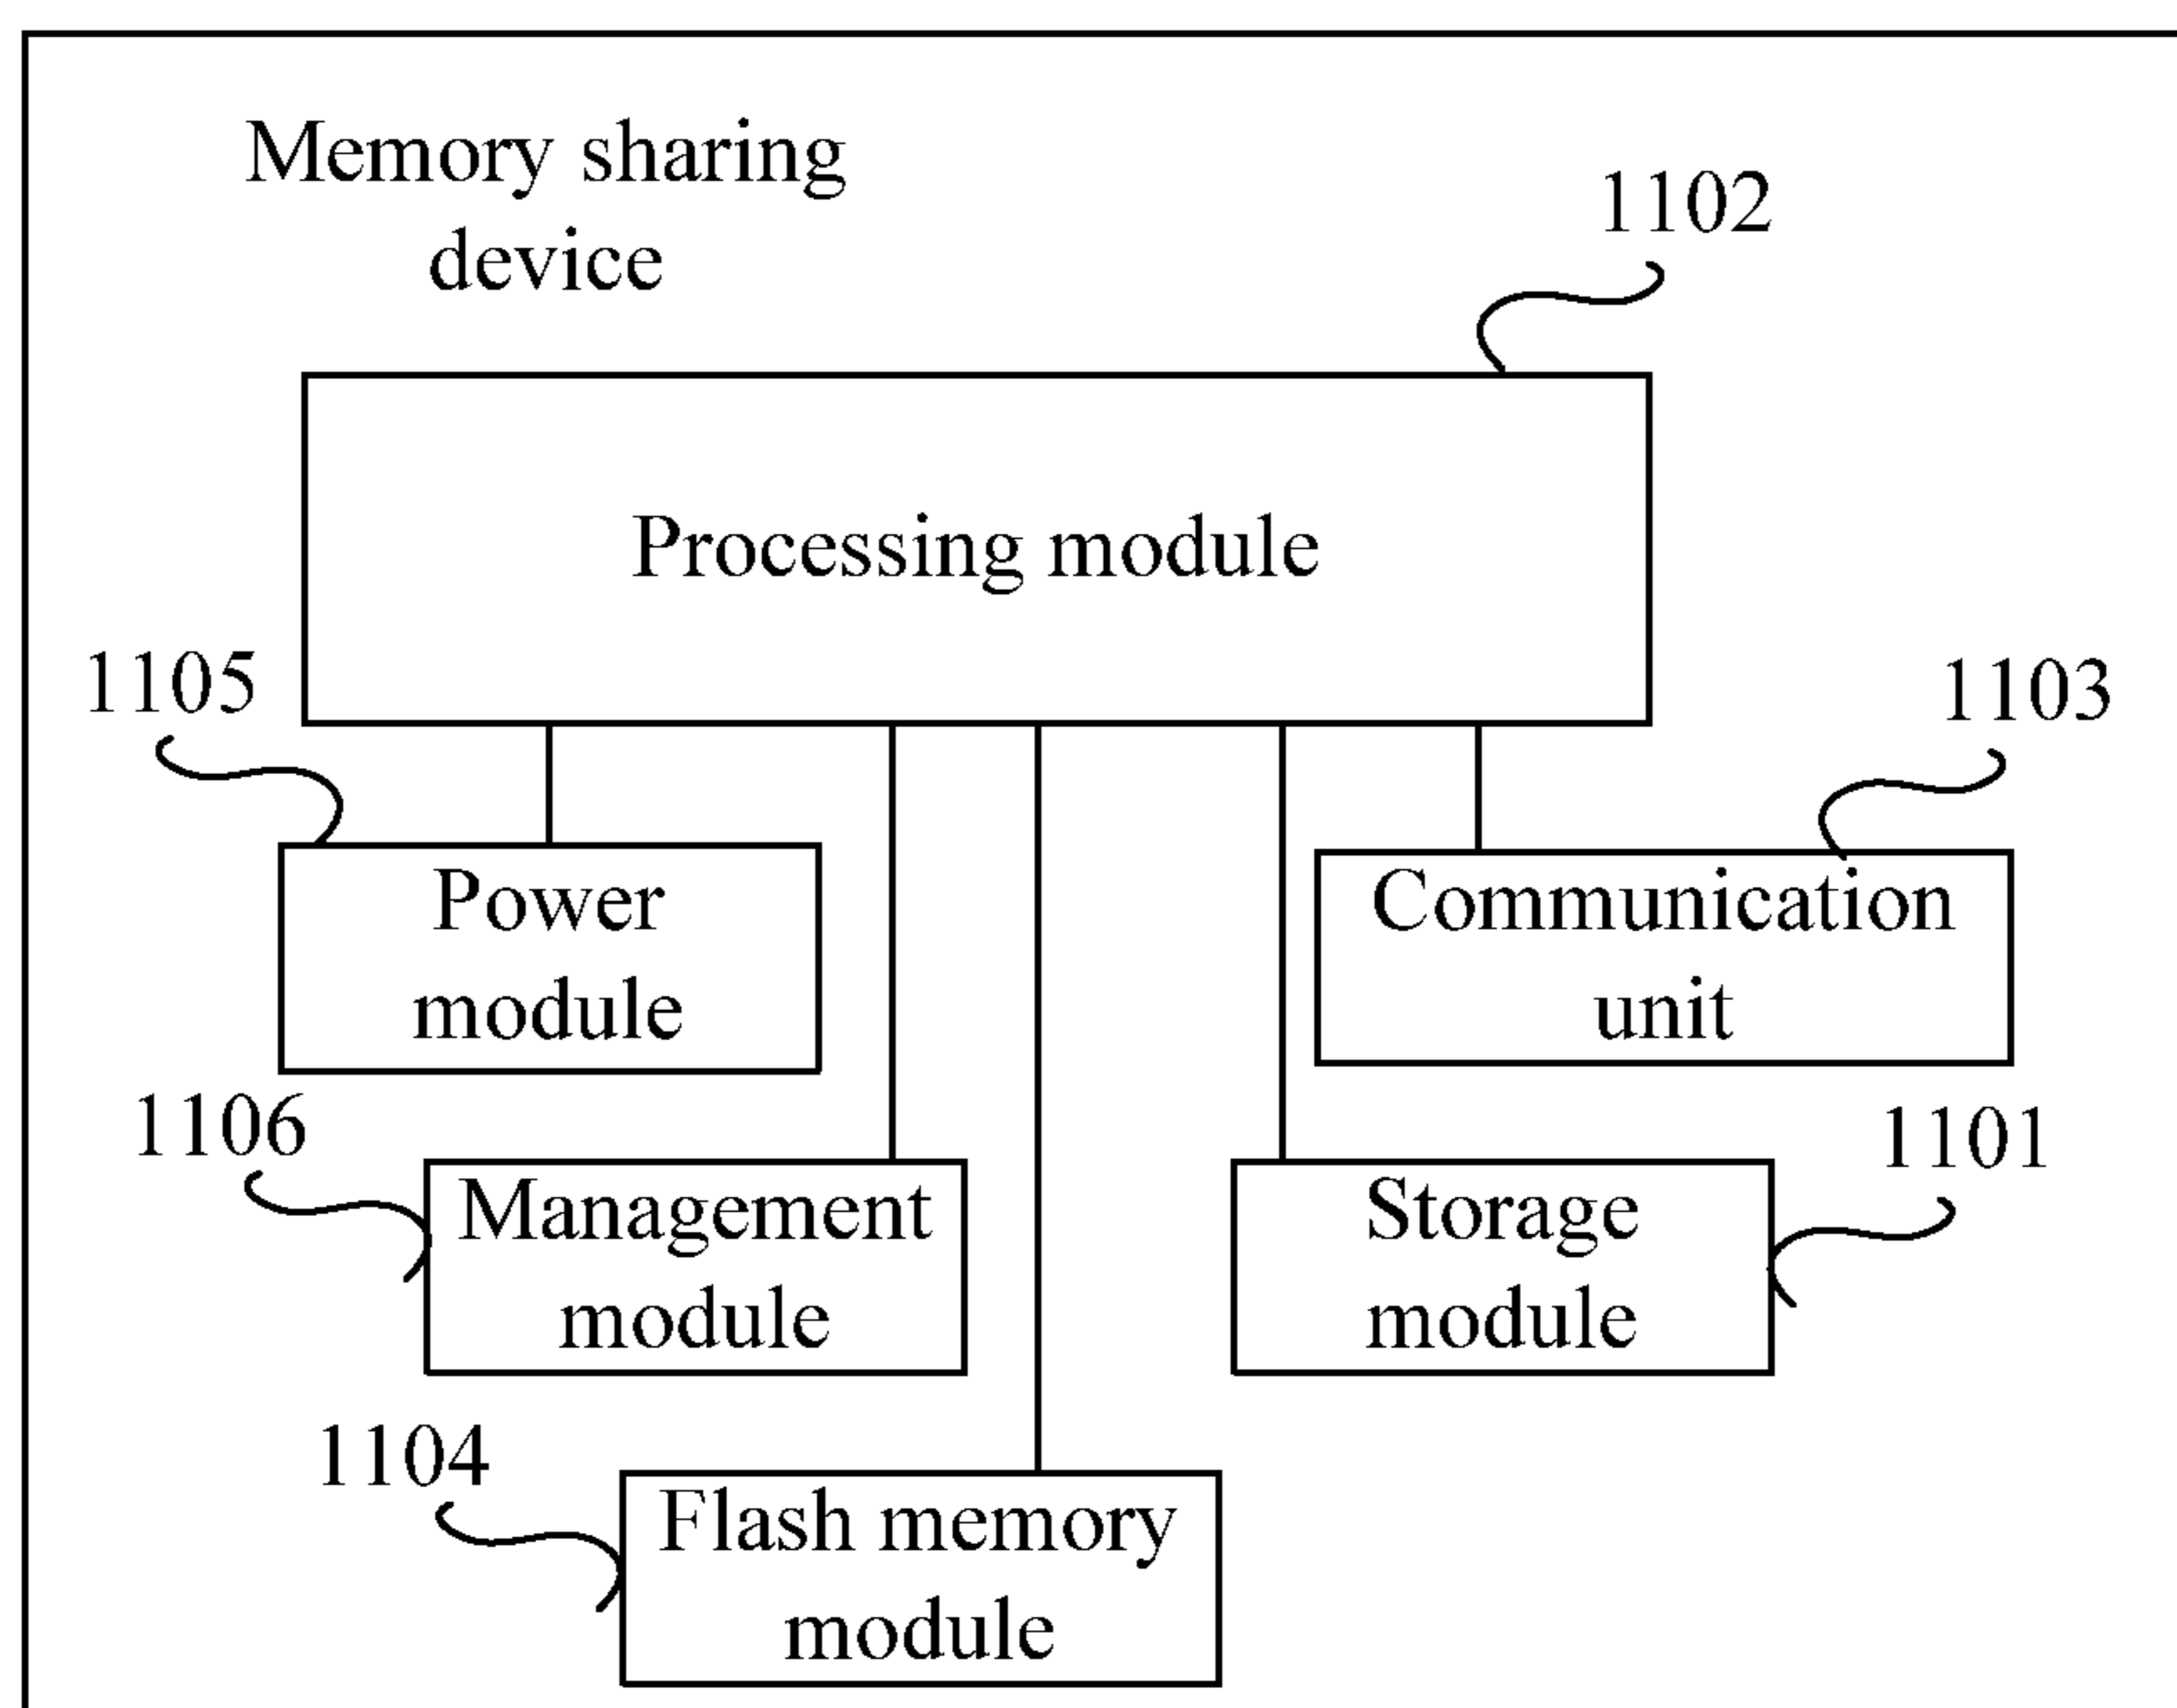 Memory sharing
device
1102
Processing module
1105
1103
Power
module
Communication
unit
1106
1101
Management
module
Storage
module
1104
Flash memory
module